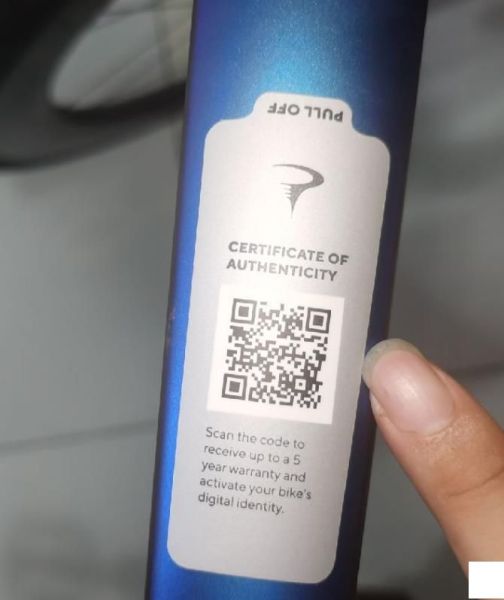 PULL OFF
CERTIFICATE OF
AUTHENTICITY
Scan the code to
receive up to a 5
year warranty and
activate your bike's
digital identity.